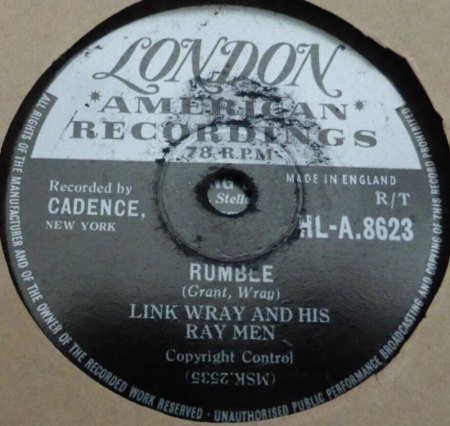 LONDON
AMERICAN
RECORDINGS
78 R.P.M
Recorded by
CADENCE,
NEW YORK
MADE IN ENGLAND
R/T
HL-A.8623
RUMBLE
(Grant, Wray)
LINK WRAY AND HIS
RAY MEN
Copyright Control
(MSK.2535)
ALL RIGHTS OF THE MANUFACTURER AND OF THE OWNER OF THE RECORDED WORK RESERVED · UNAUTHORISED PUBLIC PERFORMANCE BROADCASTING AND COPYING OF THIS RECORD PROHIBITED